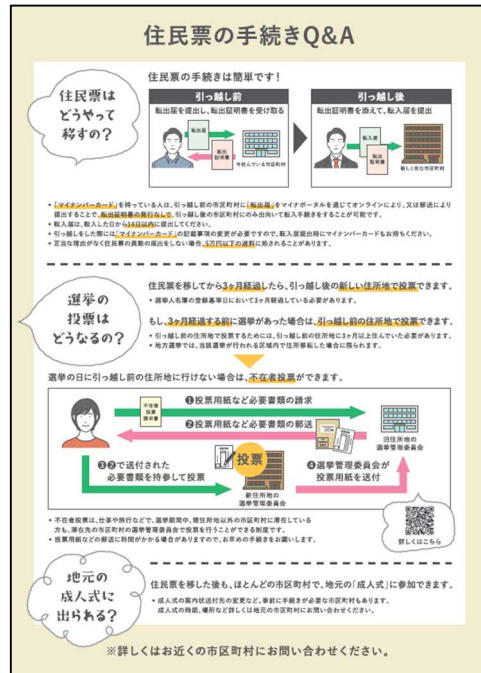 住民票の手続きQ&A
住民票は
どうやって
移すの？
住民票の手続きは簡単です！
引っ越し前
転出届を提出し、転出証明書を受け取る
転出届
転出
証明書
今住んでいる市区町村
引っ越し後
転出証明書を添えて、転入届を提出
転入届
転出
証明書
新しく住む市区町村
• 「マイナンバーカード」を持っている人は、引っ越し前の市区町村に「転出届」をマイナポータルを通じてオンラインにより、又は郵送により
提出することで、転出証明書の発行なしで、引っ越し後の市区町村にのみ出向いて転入手続きをすることが可能です。
• 転入届は、転入した日から14日以内に提出してください。
• 引っ越しをした際には「マイナンバーカード」の記載事項の変更が必要ですので、転入届提出時にマイナンバーカードもお持ちください。
• 正当な理由がなく住民票の異動の届出をしない場合、5万円以下の過料に処されることがあります。
選挙の
投票は
どうなるの？
住民票を移してから3ヶ月経過したら、引っ越し後の新しい住所地で投票できます。
• 選挙人名簿の登録基準日において3ヶ月経過している必要があります。
もし、3ヶ月経過する前に選挙があった場合は、引っ越し前の住所地で投票できます。
• 引っ越し前の住所地で投票するためには、引っ越し前の住所地に3ヶ月以上住んでいた必要があります。
• 地方選挙では、当該選挙が行われる区域内で住所移転した場合に限られます。
選挙の日に引っ越し前の住所地に行けない場合は、不在者投票ができます。
不在者
投票
請求書
❶投票用紙など必要書類の請求
❷投票用紙など必要書類の郵送
旧住所地の
選挙管理委員会
投票
❸❷で送付された
必要書類を持参して投票
新住所地の
選挙管理委員会
❹選挙管理委員会が
投票用紙を送付
• 不在者投票は、仕事や旅行などで、選挙期間中、現住所地以外の市区町村に滞在している
方も、滞在先の市区町村の選挙管理委員会で投票を行うことができる制度です。
• 投票用紙などの郵送に時間がかかる場合がありますので、お早めの手続きをお願いします。
詳しくはこちら
地元の
成人式に
出られる？
住民票を移した後も、ほとんどの市区町村で、地元の「成人式」に参加できます。
• 成人式の案内状送付先の変更など、事前に手続きが必要な市区町村もあります。
成人式の時期、場所など詳しくは地元の市区町村にお問い合わせください。
※詳しくはお近くの市区町村にお問い合わせください。